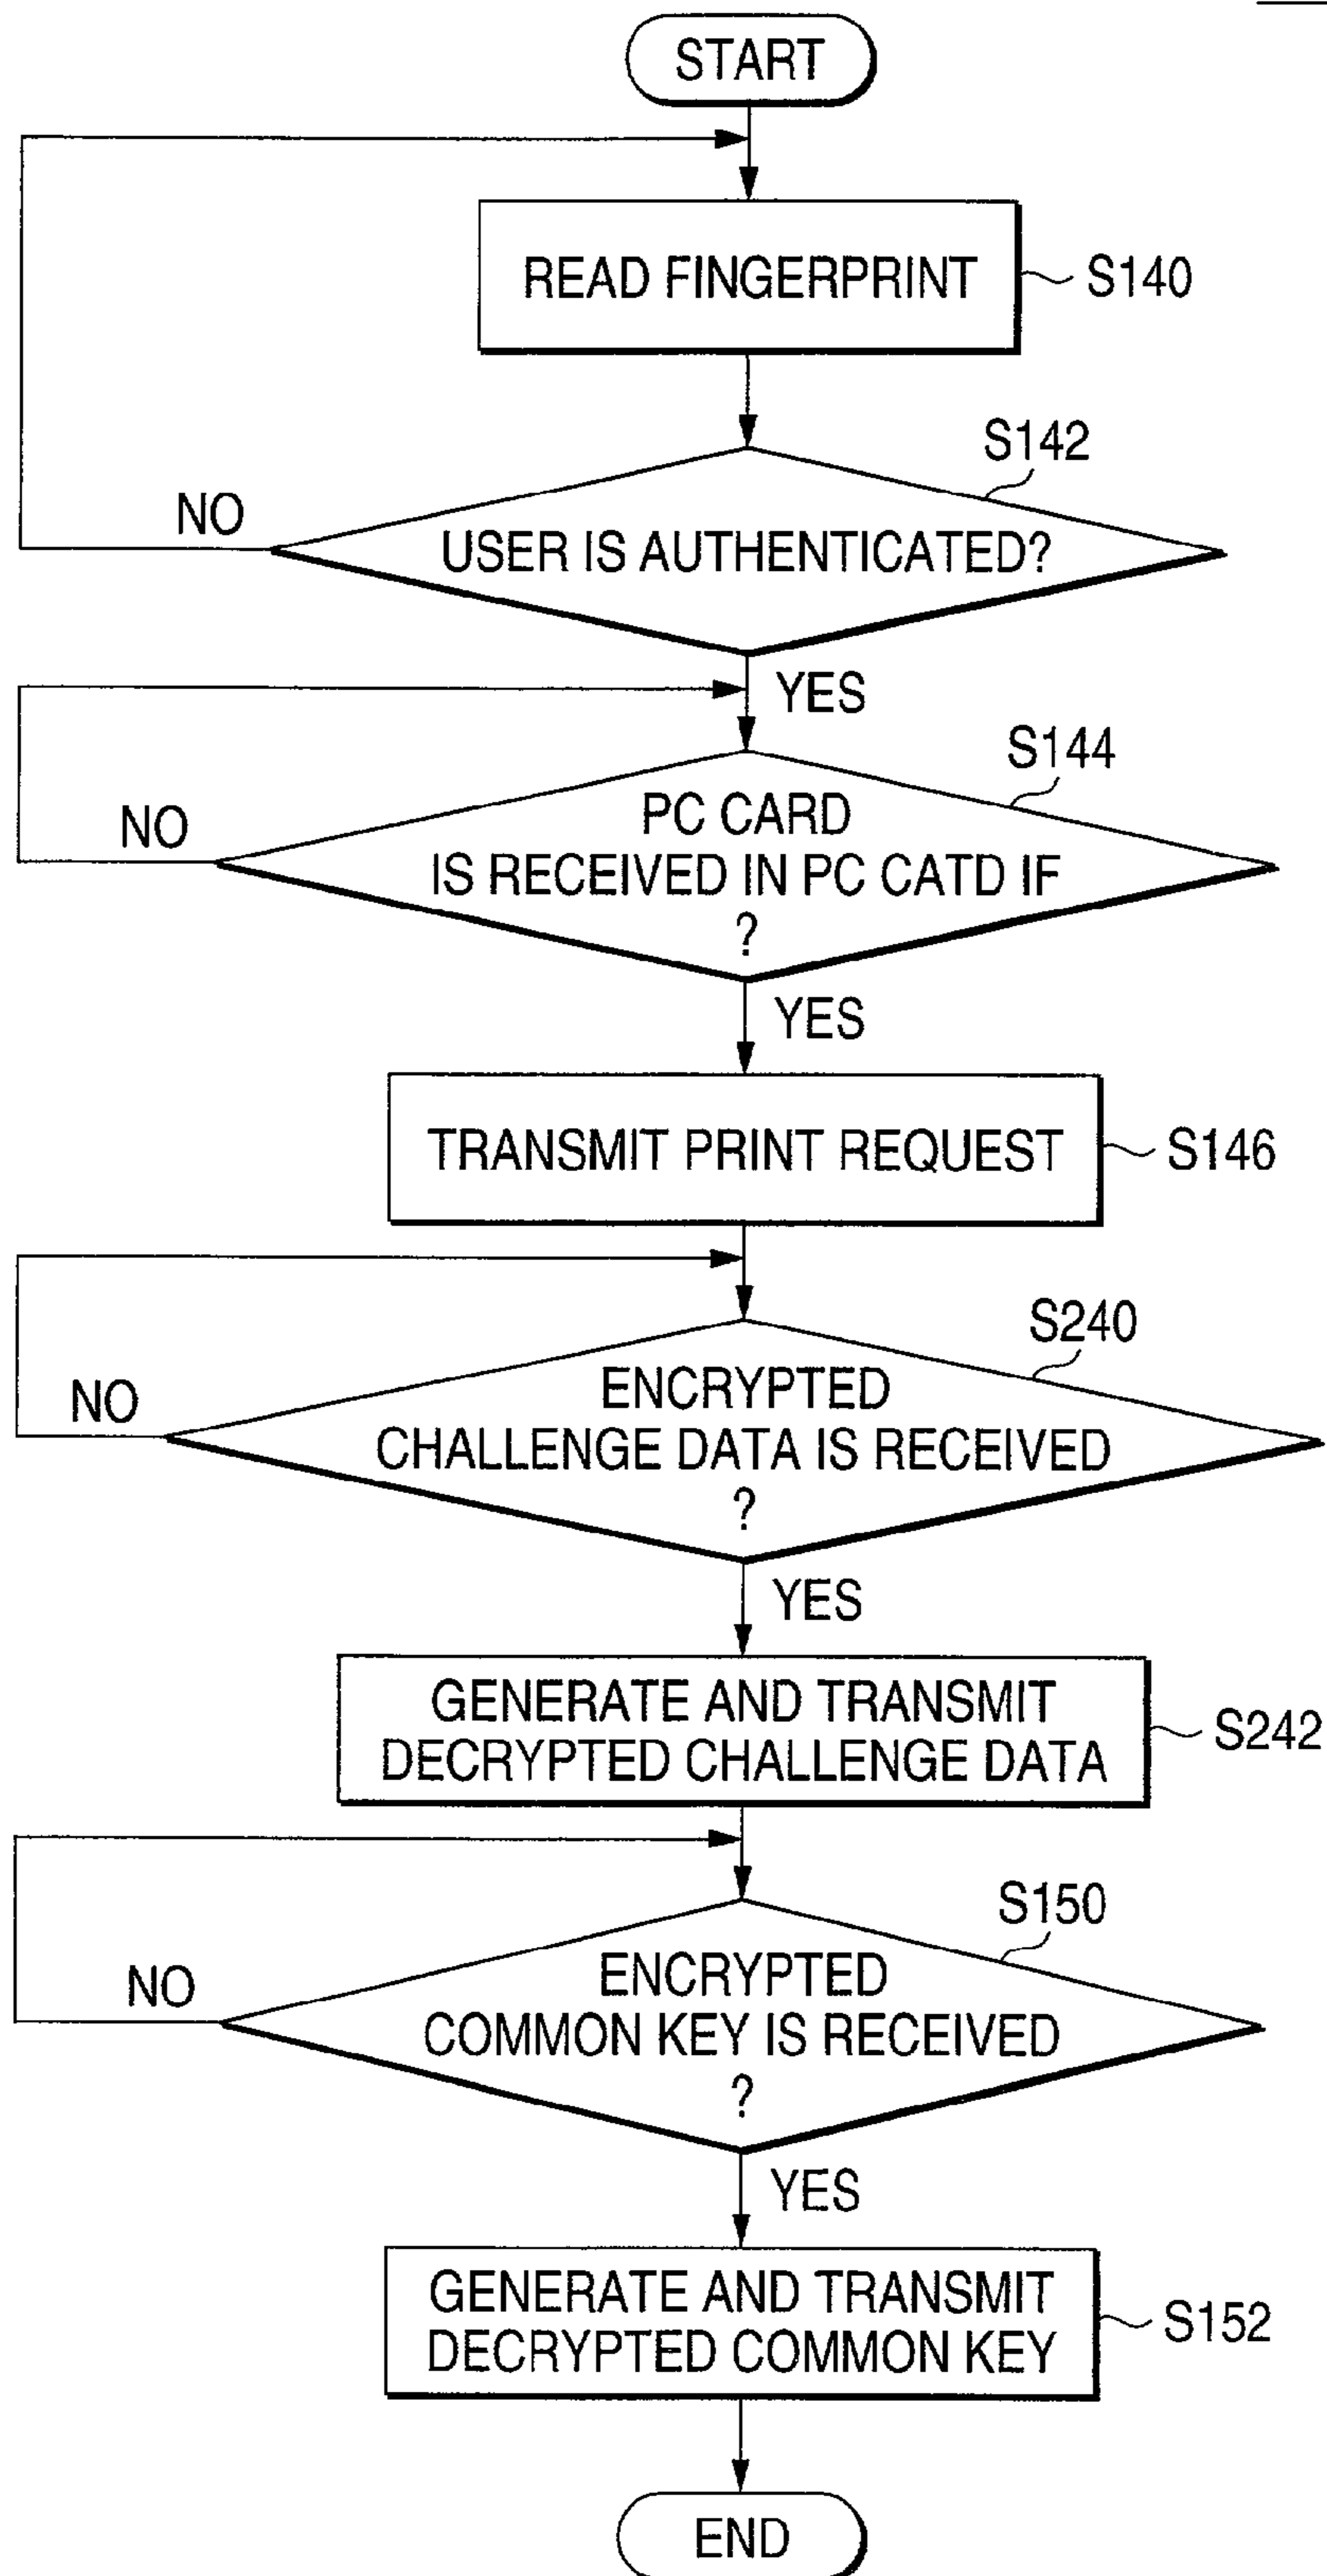 START
READ FINGERPRINT
S140
S142
NO
USER IS AUTHENTICATED?
YES
S144
NO
PC CARD
IS RECEIVED IN PC CATD IF
?
YES
TRANSMIT PRINT REQUEST
S146
S240
NO
ENCRYPTED
CHALLENGE DATA IS RECEIVED
?
YES
GENERATE AND TRANSMIT
DECRYPTED CHALLENGE DATA
S242
S150
NO
ENCRYPTED
COMMON KEY IS RECEIVED
?
YES
GENERATE AND TRANSMIT
DECRYPTED COMMON KEY
S152
END